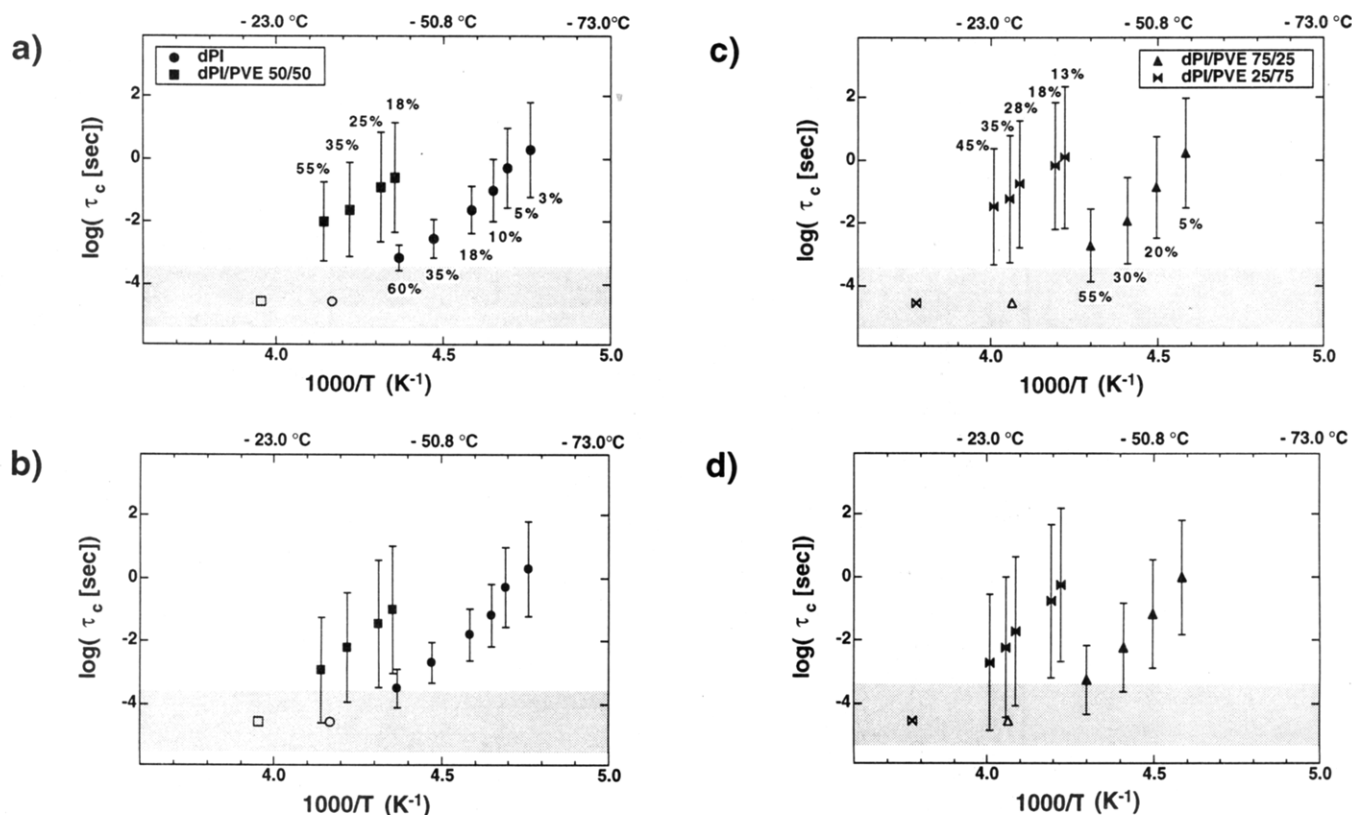 a)
- 23.0 °C - 50.8 °C - 73.0°C
dPI
dPI/PVE 50/50
18%
25%
35%
55%
3%
5%
10%
18%
35%
60%
2
0
-2
-4
log( τ c [sec])
4.0 4.5 5.0
1000/T (K-1)
c)
- 23.0 °C - 50.8 °C - 73.0°C
dPI/PVE 75/25
dPI/PVE 25/75
13%
18%
28%
35%
45%
5%
20%
30%
55%
2
0
-2
-4
log( τ c [sec])
4.0 4.5 5.0
1000/T (K-1)
b)
- 23.0 °C - 50.8 °C - 73.0°C
2
0
-2
-4
log( τ c [sec])
4.0 4.5 5.0
1000/T (K-1)
d)
- 23.0 °C - 50.8 °C - 73.0°C
2
0
-2
-4
log( τ c [sec])
4.0 4.5 5.0
1000/T (K-1)